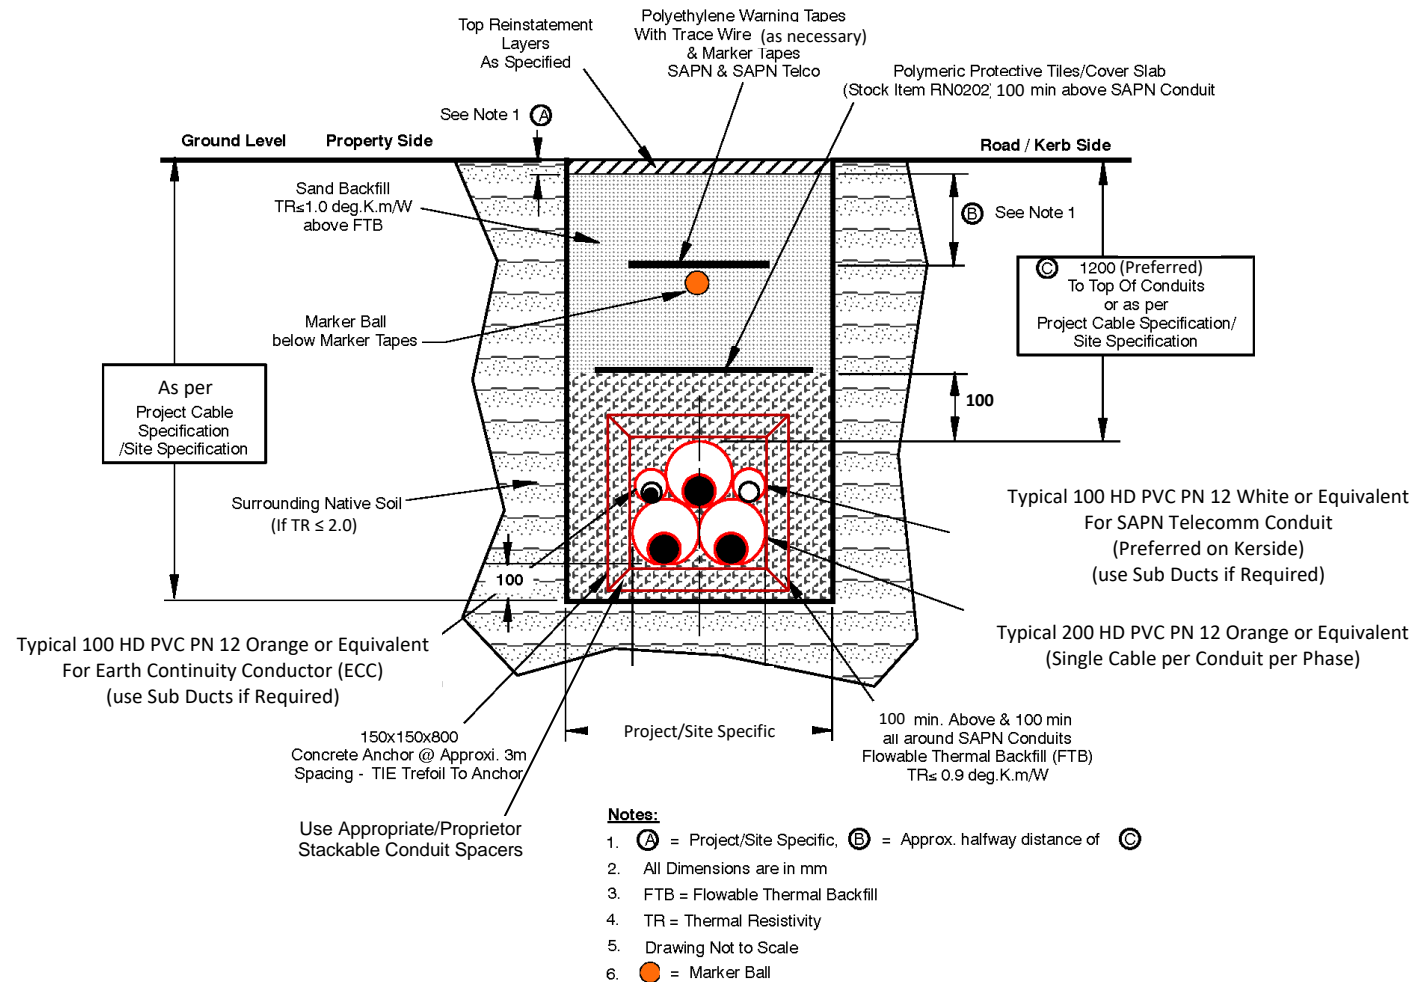 Top Reinstatement
Layers
As Specified
Polyethylene Warning Tapes
With Trace Wire (as necessary)
& Marker Tapes
SAPN & SAPN Telco
Polymeric Protective Tiles/Cover Slab
(Stock Item RN0202) 100 min above SAPN Conduit
See Note 1 A
Ground Level
Property Side
Road / Kerb Side
Sand Backfill
TR≤1.0 deg.K.m/W
above FTB
B See Note 1
C 1200 (Preferred)
To Top Of Conduits
or as per
Project Cable Specification/
Site Specification
Marker Ball
below Marker Tapes
As per
Project Cable
Specification
/Site Specification
100
Surrounding Native Soil
(If TR ≤ 2.0)
Typical 100 HD PVC PN 12 White or Equivalent
For SAPN Telecomm Conduit
(Preferred on Kerside)
(use Sub Ducts if Required)
100
Typical 100 HD PVC PN 12 Orange or Equivalent
For Earth Continuity Conductor (ECC)
(use Sub Ducts if Required)
Typical 200 HD PVC PN 12 Orange or Equivalent
(Single Cable per Conduit per Phase)
150x150x800
Concrete Anchor @ Approxi. 3m
Spacing - TIE Trefoil To Anchor
Project/Site Specific
100 min. Above & 100 min
all around SAPN Conduits
Flowable Thermal Backfill (FTB)
TR≤ 0.9 deg.K.m/W
Use Appropriate/Proprietor
Stackable Conduit Spacers
Notes:
1. A = Project/Site Specific, B = Approx. halfway distance of C
2. All Dimensions are in mm
3. FTB = Flowable Thermal Backfill
4. TR = Thermal Resistivity
5. Drawing Not to Scale
6. = Marker Ball